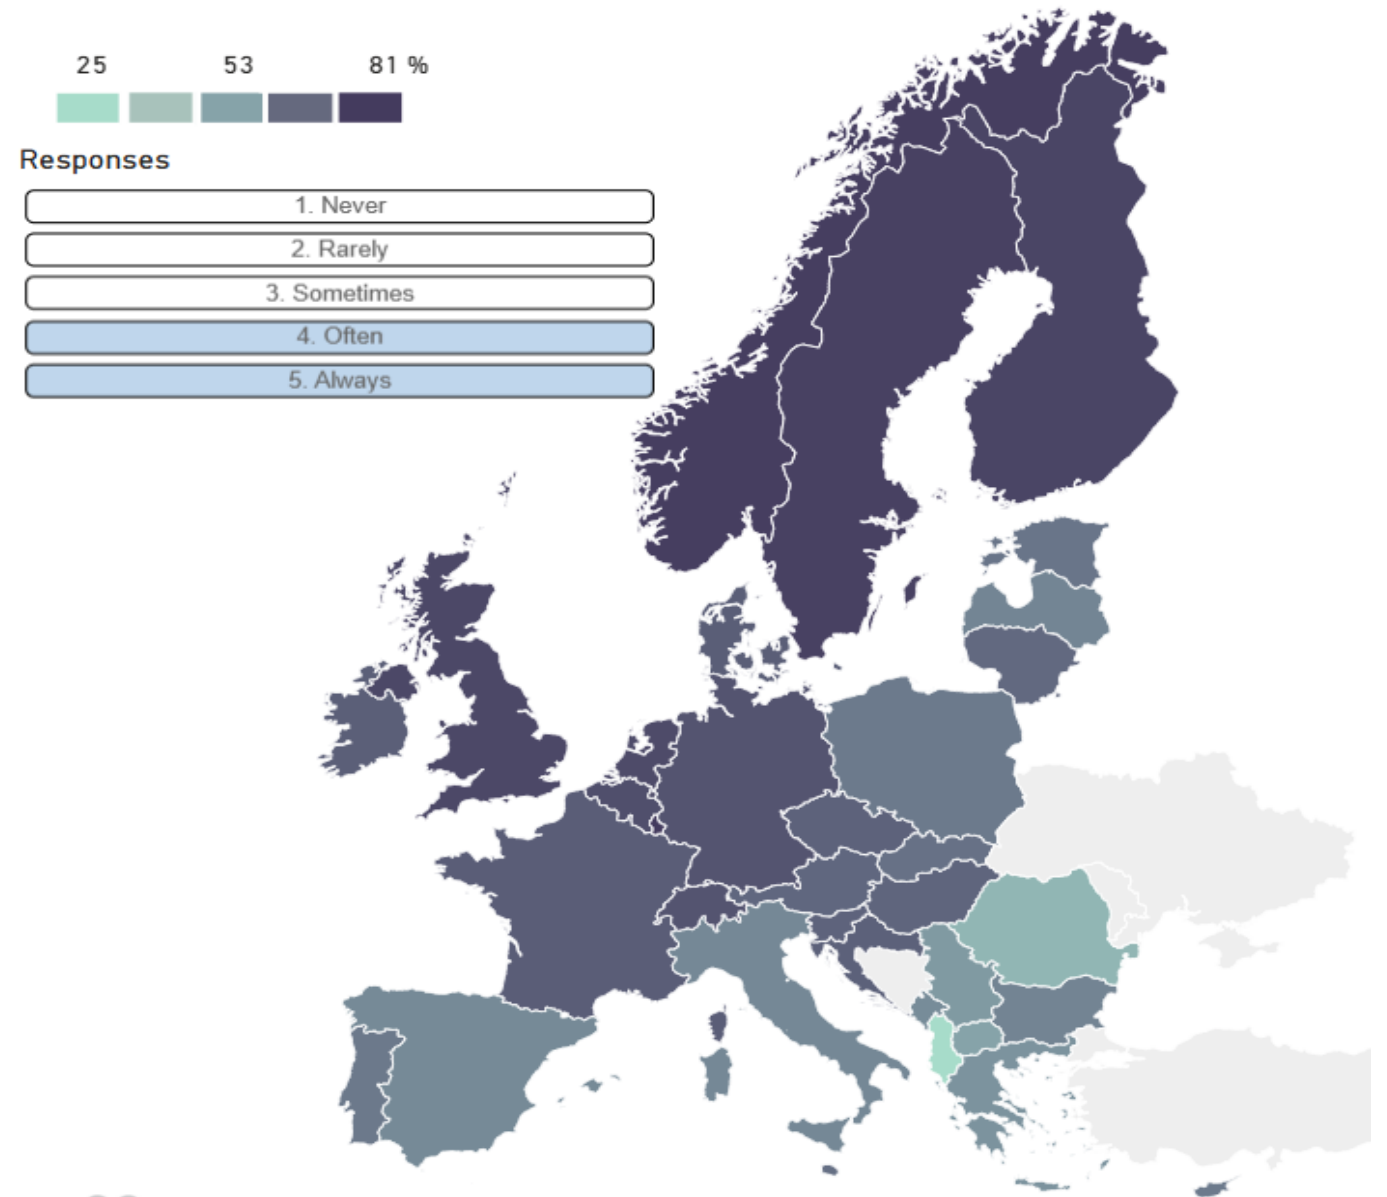 25 53 81 %
Responses
1. Never
2. Rarely
3. Sometimes
4. Often
5. Always